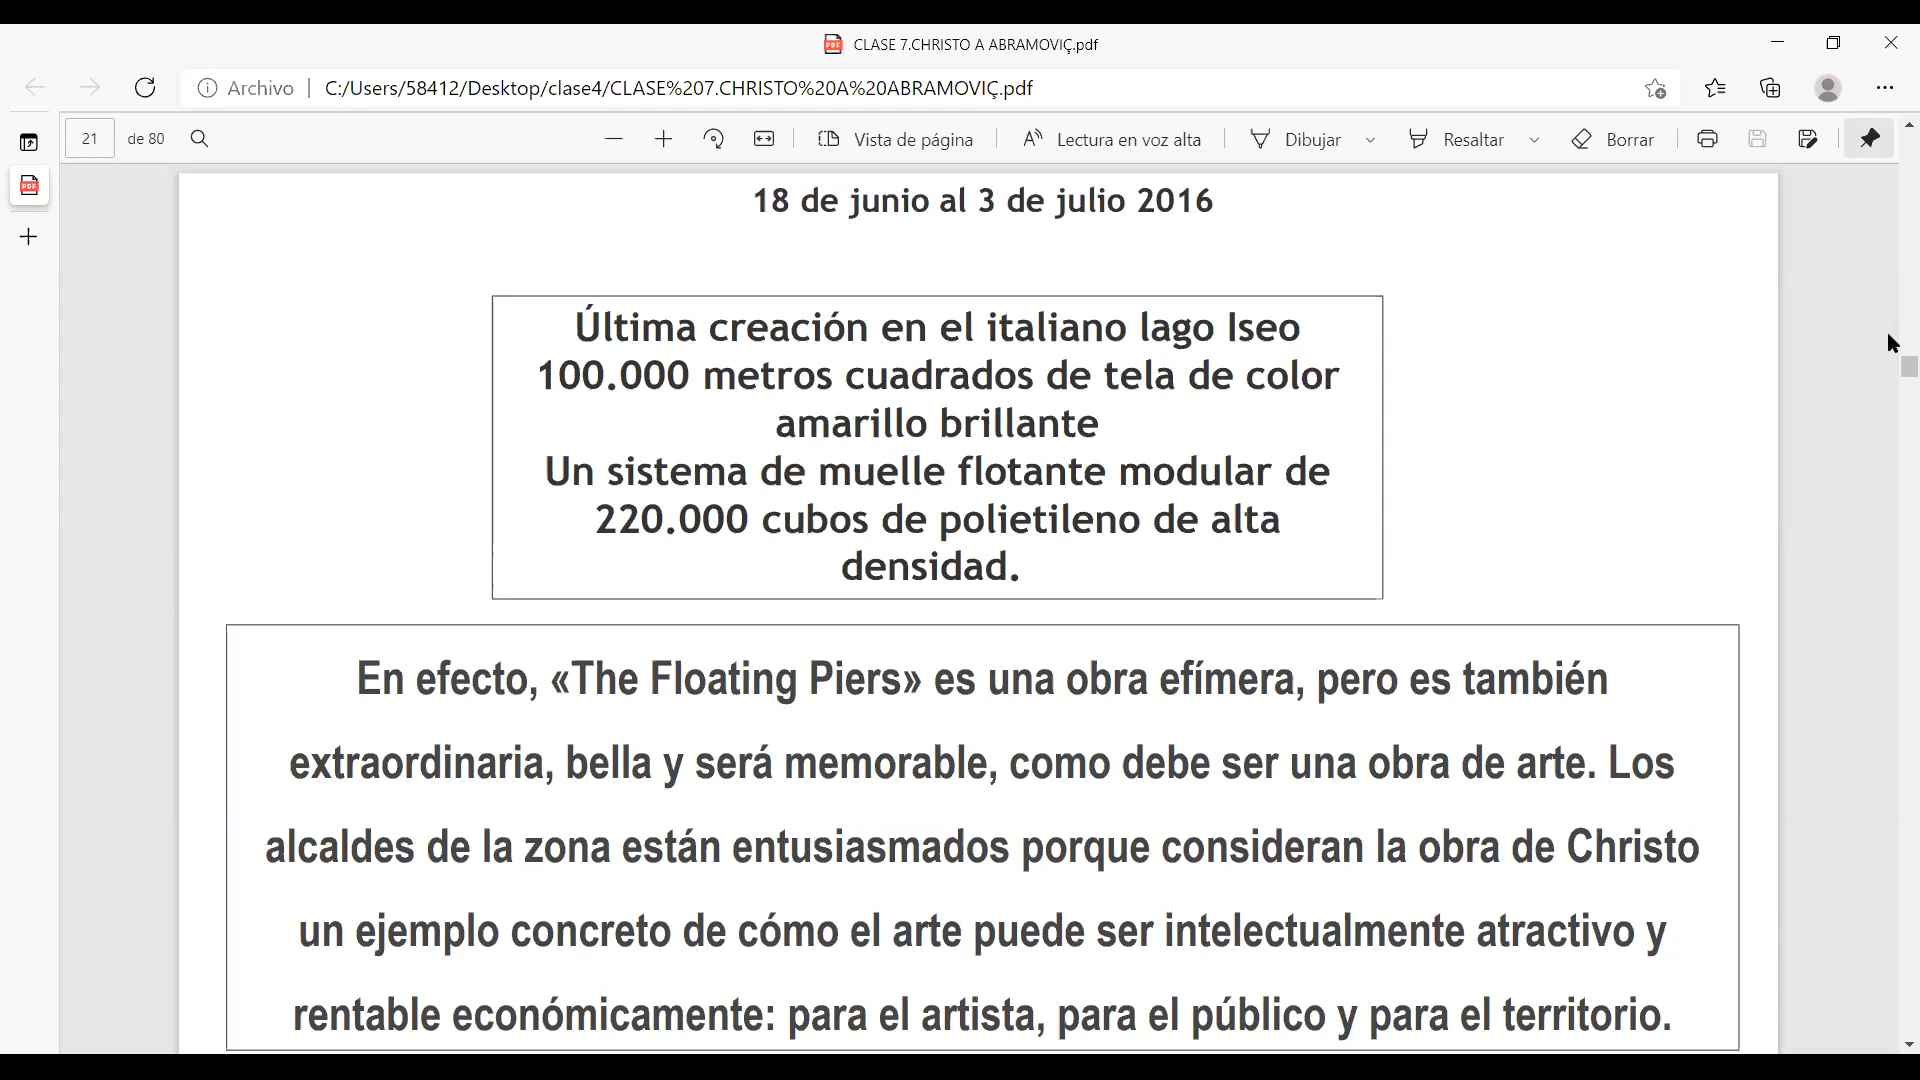 CLASE 7.CHRISTO A ABRAMOVIÇ.pdf
Archivo C:/Users/58412/Desktop/clase4/CLASE%207.CHRISTO%20A%20ABRAMOVIÇ.pdf
21 de 80 Vista de página Lectura en voz alta Dibujar Resaltar Borrar
18 de junio al 3 de julio 2016
Última creación en el italiano lago Iseo
100.000 metros cuadrados de tela de color
amarillo brillante
Un sistema de muelle flotante modular de
220.000 cubos de polietileno de alta
densidad.
En efecto, «The Floating Piers» es una obra efímera, pero es también
extraordinaria, bella y será memorable, como debe ser una obra de arte. Los
alcaldes de la zona están entusiasmados porque consideran la obra de Christo
un ejemplo concreto de cómo el arte puede ser intelectualmente atractivo y
rentable económicamente: para el artista, para el público y para el territorio.